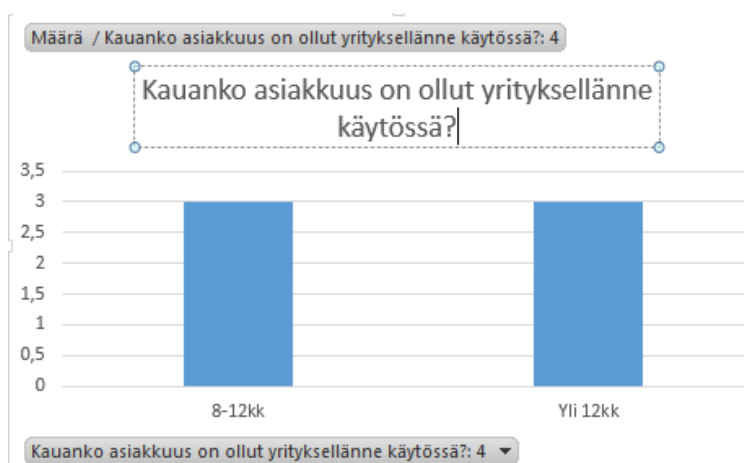 Määrä / Kauanko asiakkuus on ollut yrityksellänne käytössä?: 4
Kauanko asiakkuus on ollut yrityksellänne
käytössä?
3,5
3
2,5
2
1,5
1
0,5
0
8-12kk Yli 12kk
Kauanko asiakkuus on ollut yrityksellänne käytössä?: 4